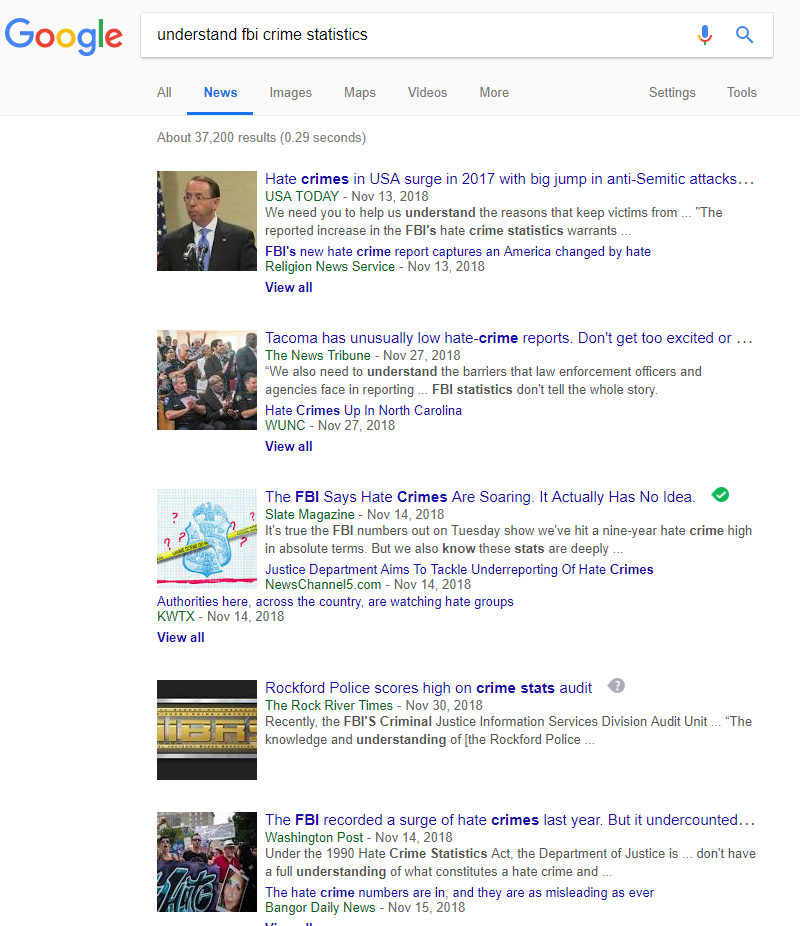 Google
understand fbi crime statistics
All News Images Maps Videos More Settings Tools
About 37,200 results (0.29 seconds)
Hate crimes in USA surge in 2017 with big jump in anti-Semitic attacks...
USA TODAY - Nov 13, 2018
We need you to help us understand the reasons that keep victims from ... "The
reported increase in the FBI's hate crime statistics warrants ...
FBI's new hate crime report captures an America changed by hate
Religion News Service - Nov 13, 2018
View all
Tacoma has unusually low hate-crime reports. Don't get too excited or ...
The News Tribune - Nov 27, 2018
“We also need to understand the barriers that law enforcement officers and
agencies face in reporting ... FBI statistics don't tell the whole story.
Hate Crimes Up In North Carolina
WUNC - Nov 27, 2018
View all
The FBI Says Hate Crimes Are Soaring. It Actually Has No Idea.
Slate Magazine - Nov 14, 2018
It's true the FBI numbers out on Tuesday show we've hit a nine-year hate crime high
in absolute terms. But we also know these stats are deeply ...
Justice Department Aims To Tackle Underreporting Of Hate Crimes
NewsChannel5.com - Nov 14, 2018
Authorities here, across the country, are watching hate groups
KWTX - Nov 14, 2018
View all
Rockford Police scores high on crime stats audit
The Rock River Times - Nov 30, 2018
Recently, the FBI'S Criminal Justice Information Services Division Audit Unit ... “The
knowledge and understanding of [the Rockford Police ...
The FBI recorded a surge of hate crimes last year. But it undercounted...
Washington Post - Nov 14, 2018
Under the 1990 Hate Crime Statistics Act, the Department of Justice is ... don't have
a full understanding of what constitutes a hate crime and ...
The hate crime numbers are in, and they are as misleading as ever
Bangor Daily News - Nov 15, 2018